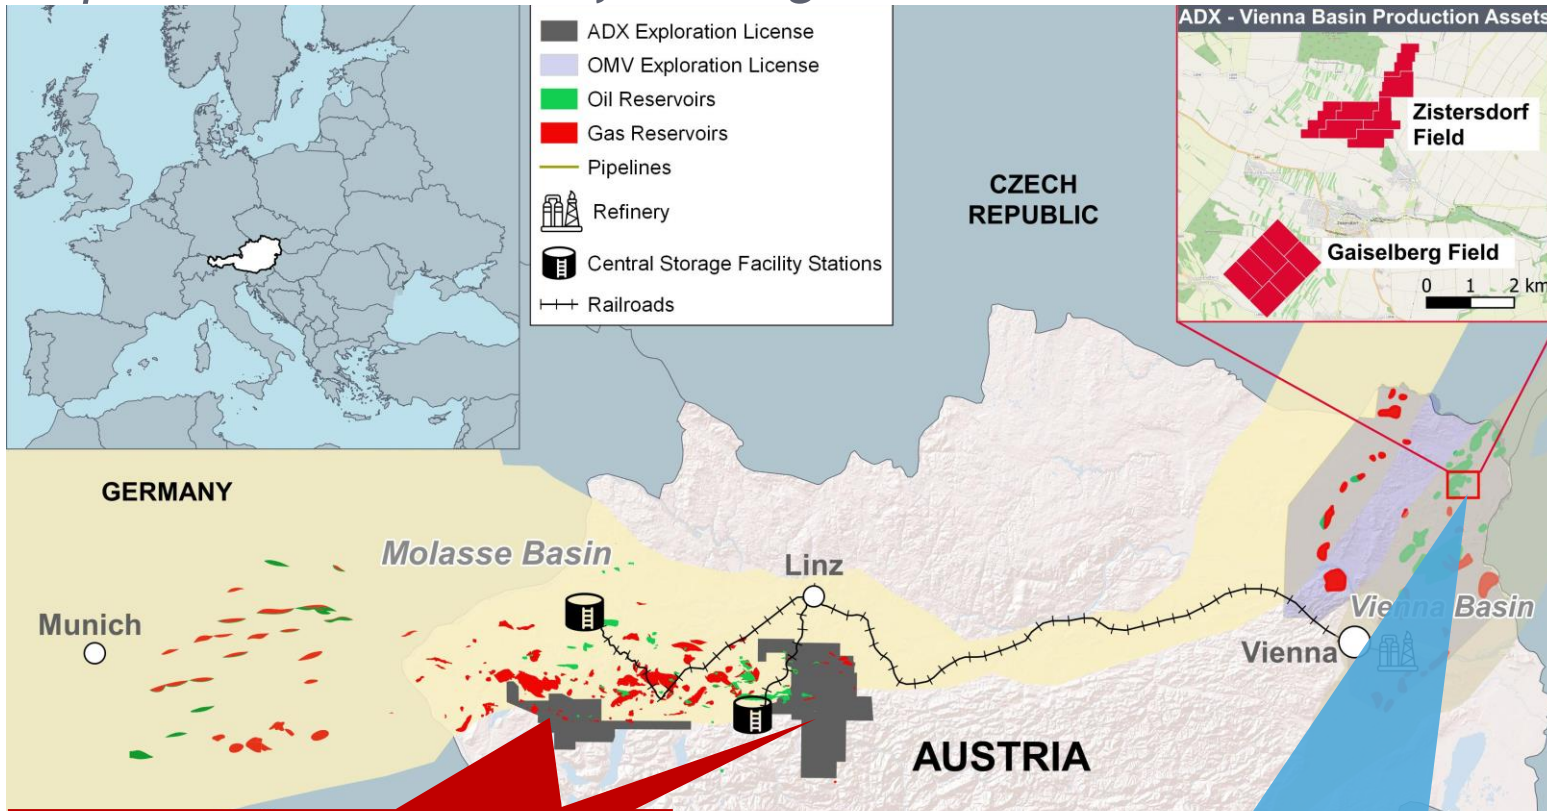 ADX Exploration License
OMV Exploration License
Oil Reservoirs
Gas Reservoirs
Pipelines
Refinery
Central Storage Facility Stations
Railroads
ADX - Vienna Basin Production Assets
Zistersdorf
Field
Gaiselberg Field
0 1 2 km
CZECH
REPUBLIC
GERMANY
Molasse Basin
Linz
Munich
Vienna Basin
Vienna
AUSTRIA